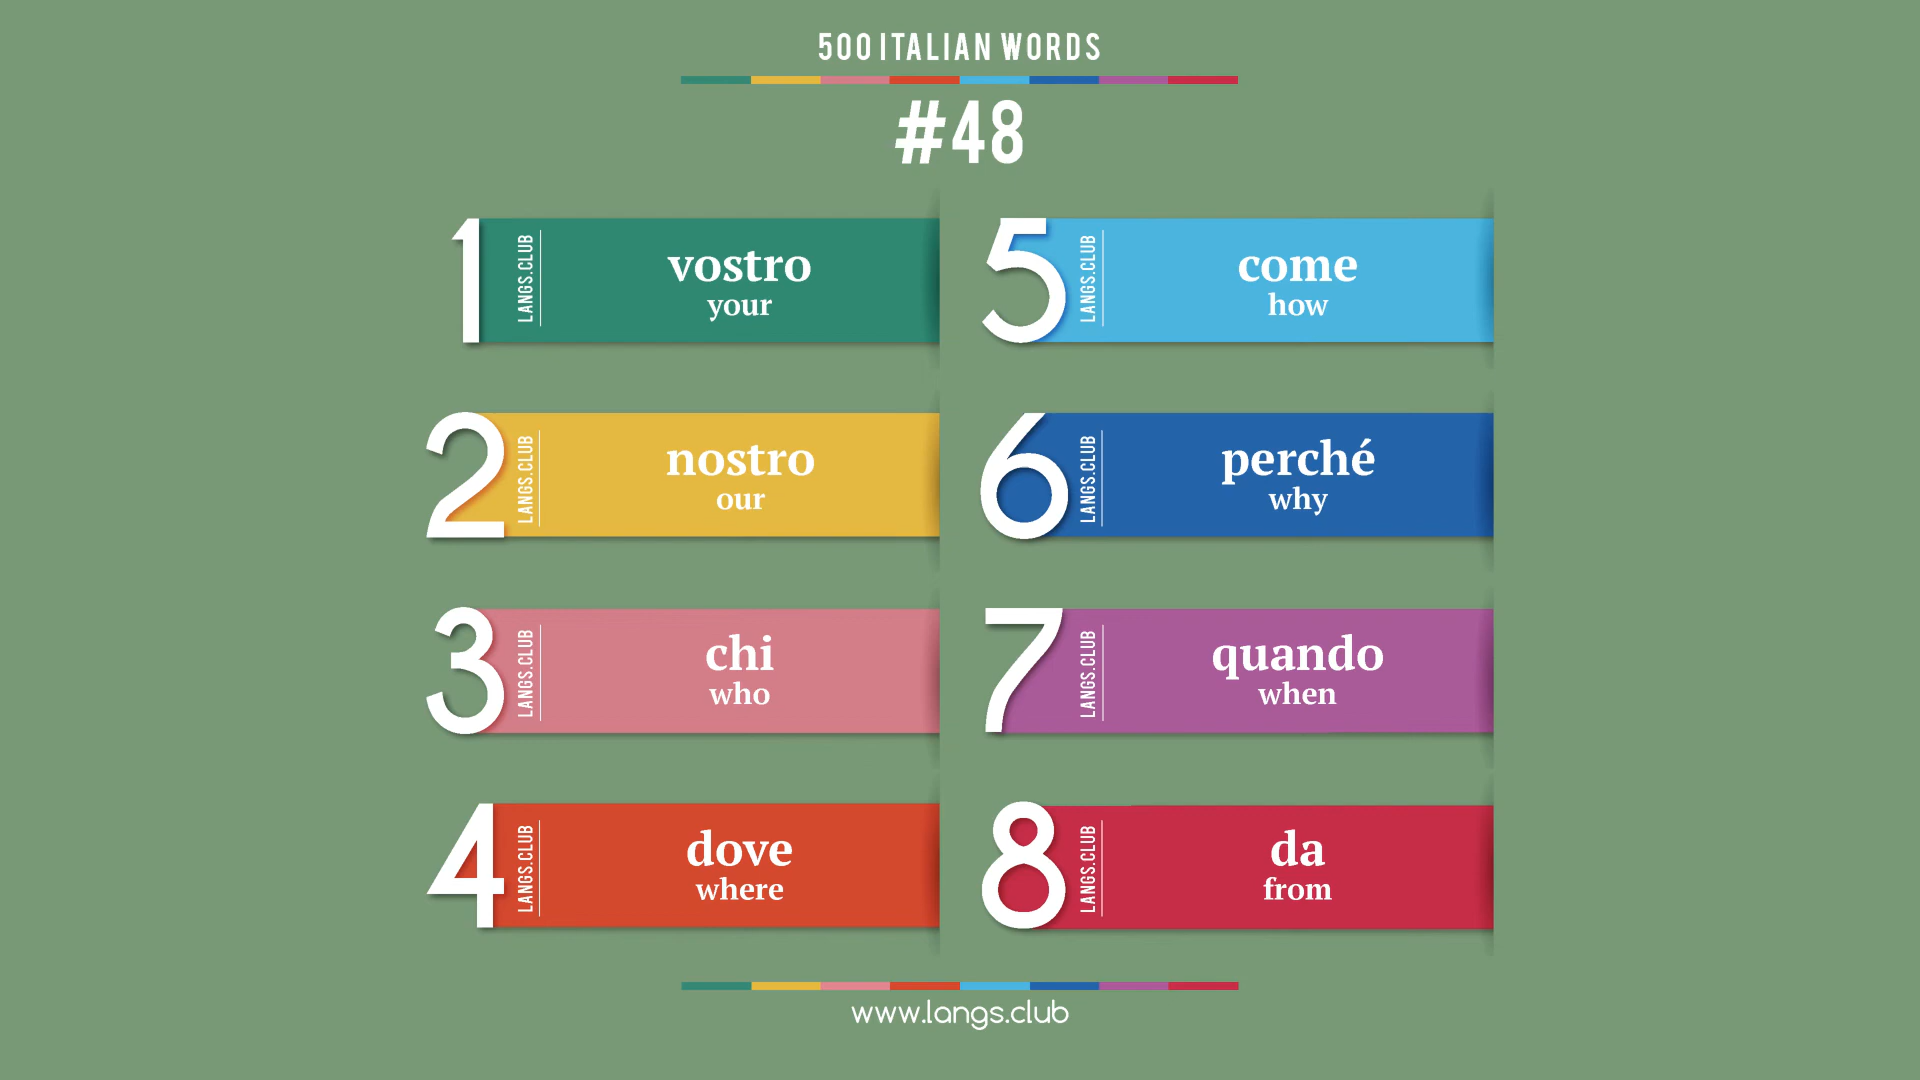 500 ITALIAN WORDS
#48
1
LANGS.CLUB
vostro
your
2
LANGS.CLUB
nostro
our
3
LANGS.CLUB
chi
who
4
LANGS.CLUB
dove
where
5
LANGS.CLUB
come
how
6
LANGS.CLUB
perché
why
7
LANGS.CLUB
quando
when
8
LANGS.CLUB
da
from
www.langs.club